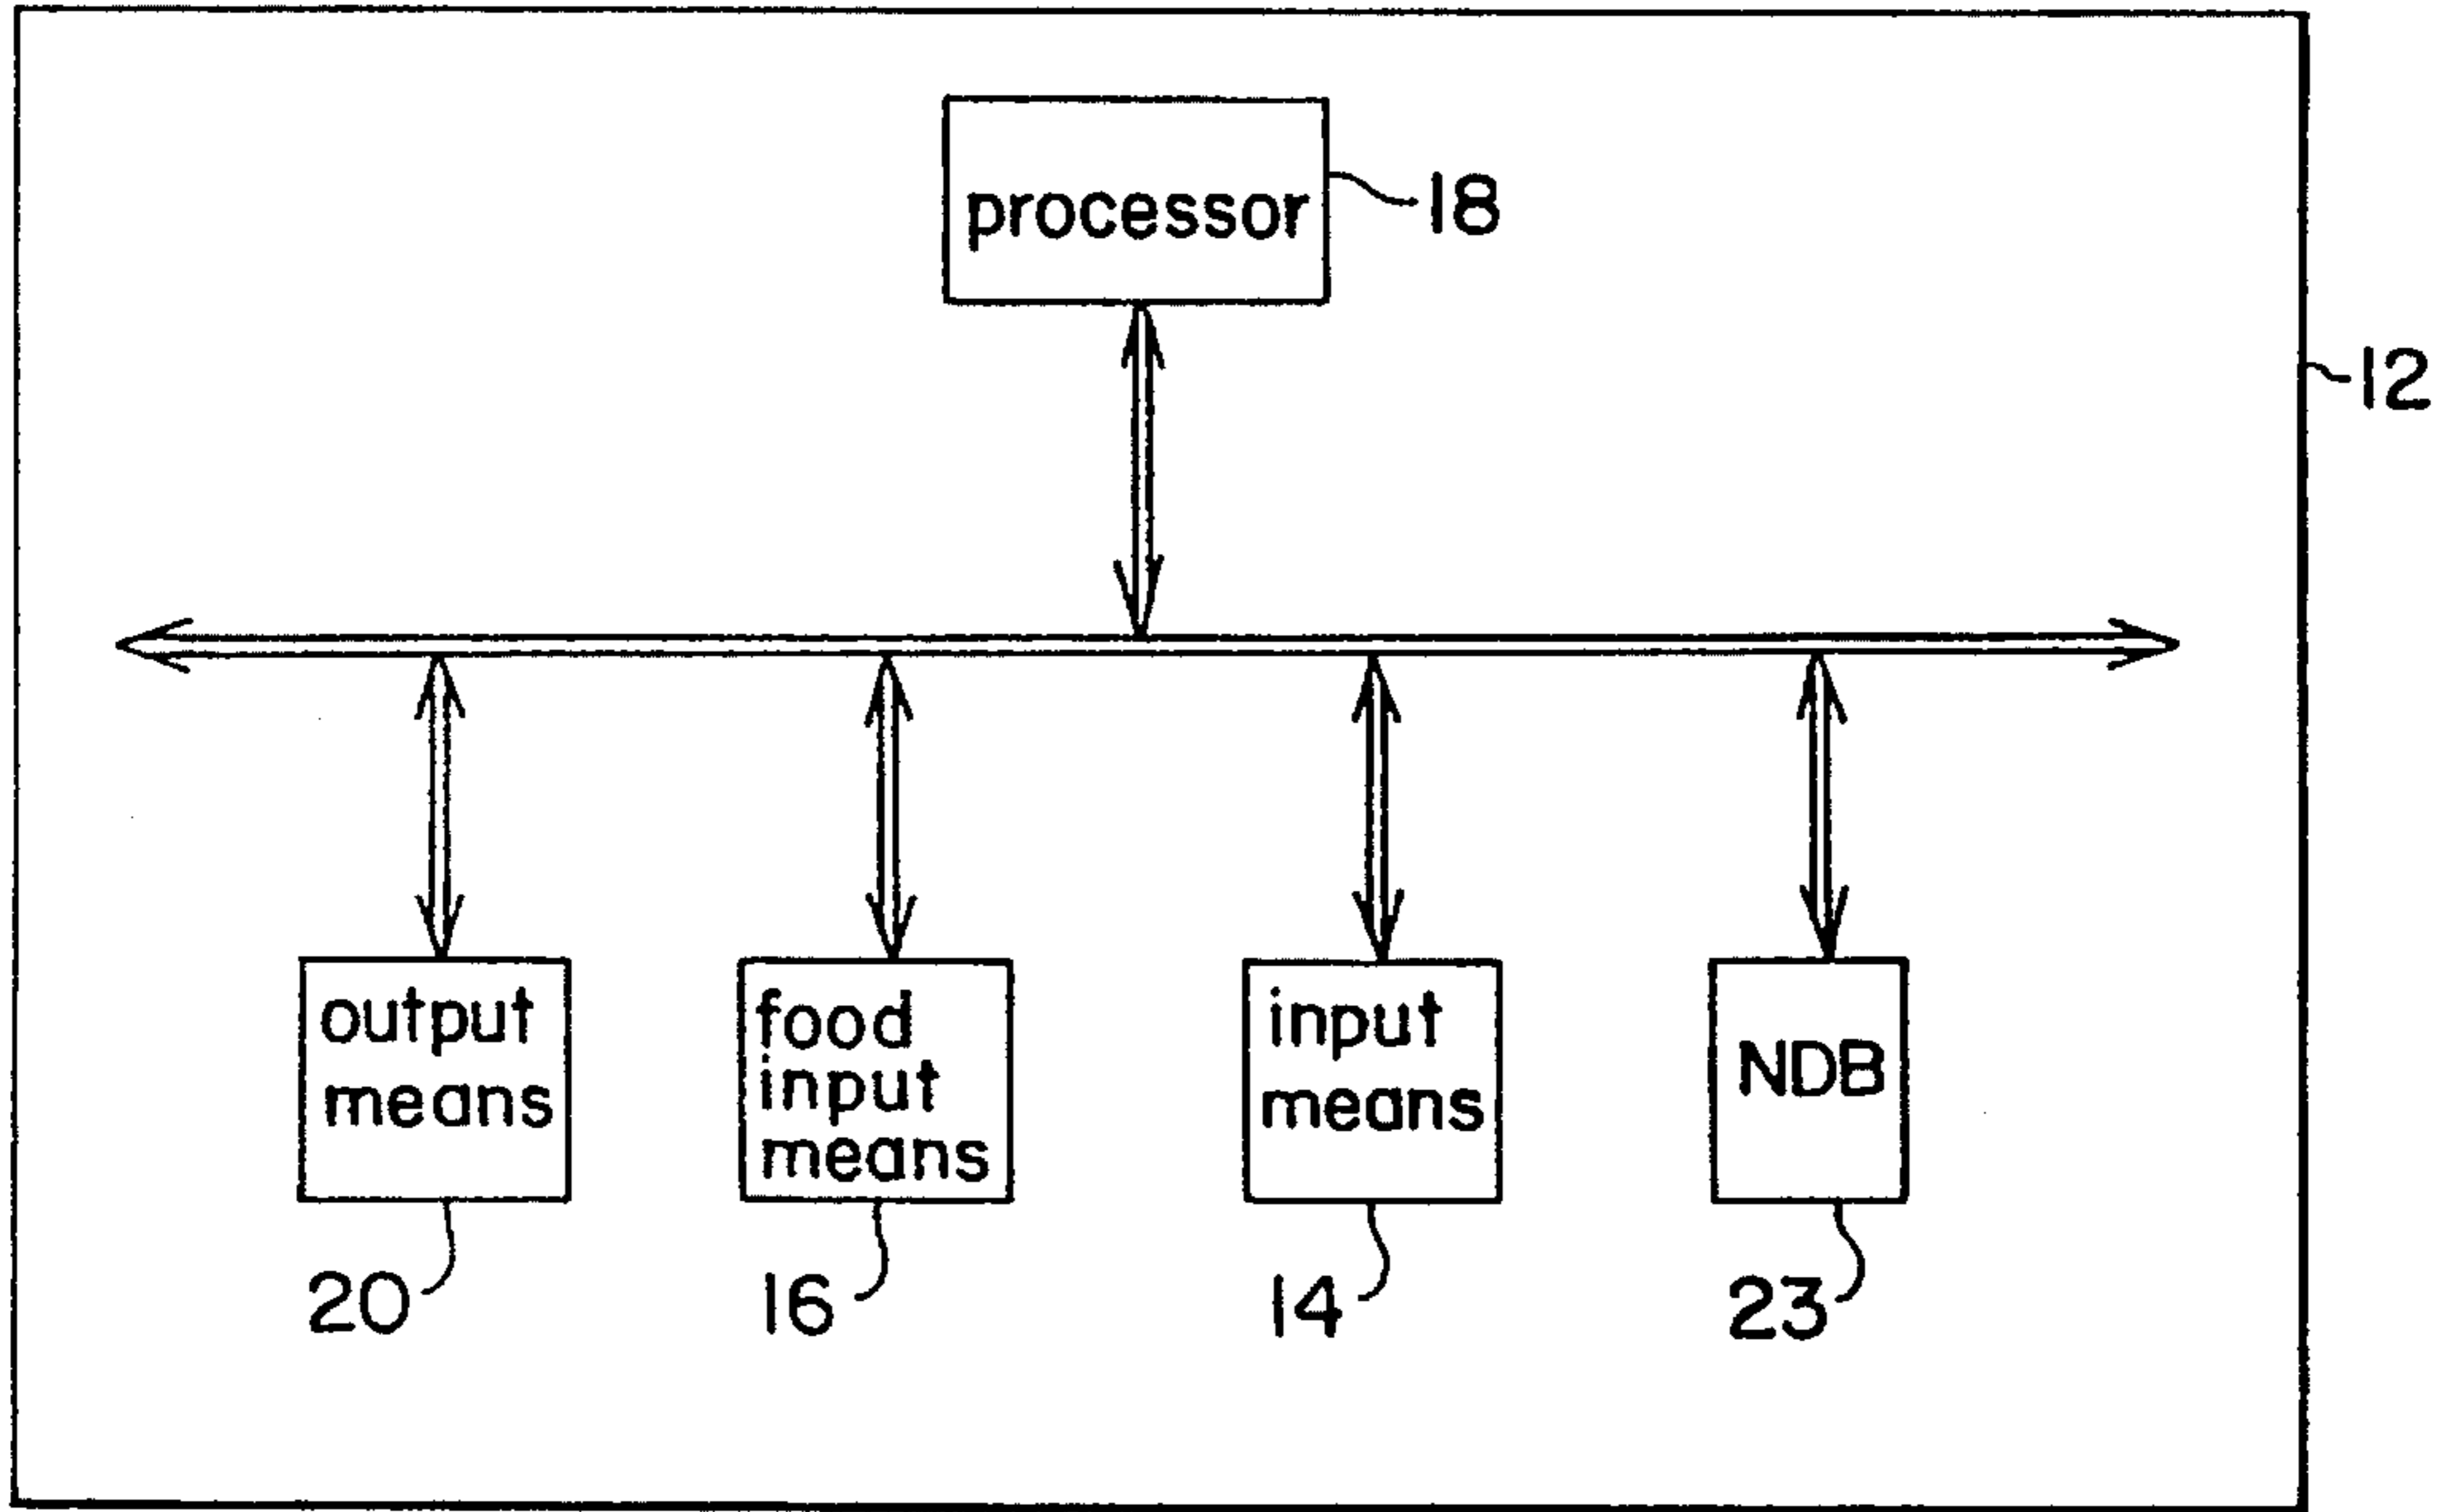 processor
18
12
output
means
food
input
means
input
means
NDB
20
16
14
23